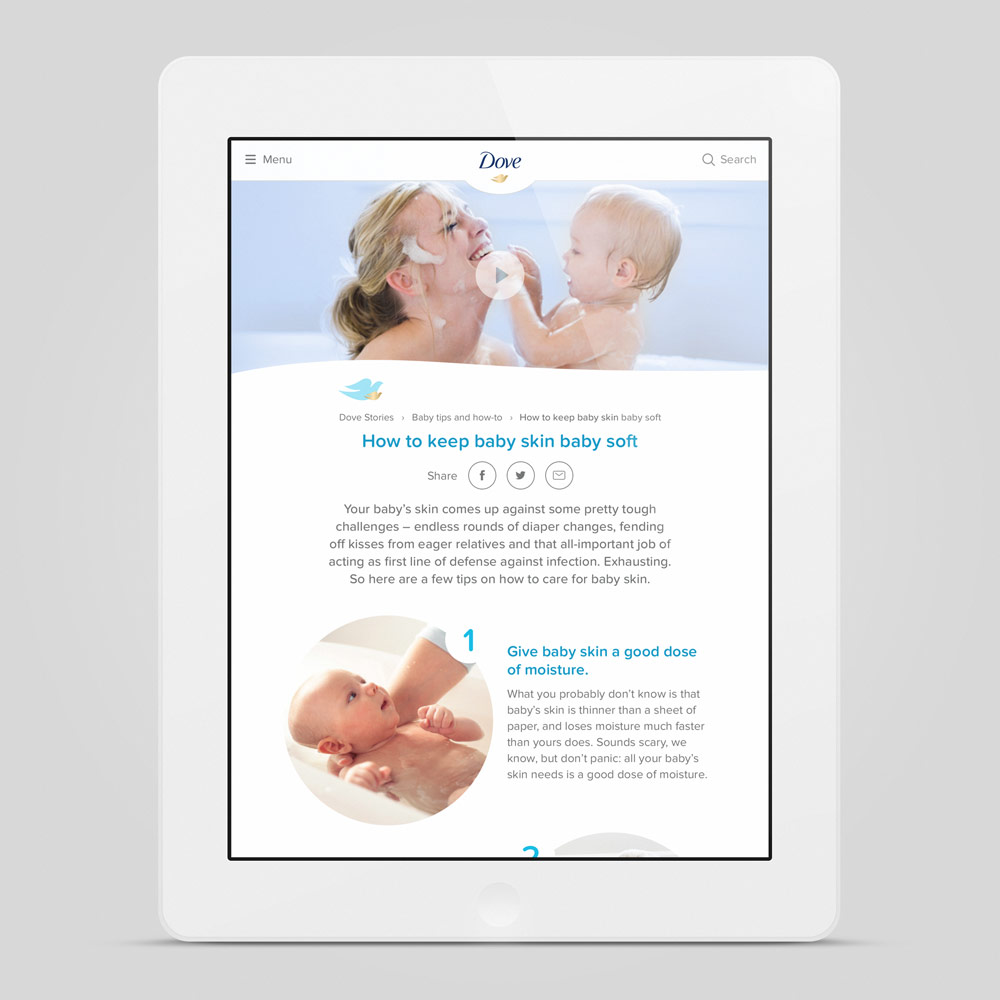 Menu
Dove
Search
Dove Stories › Baby tips and how-to › How to keep baby skin baby soft
How to keep baby skin baby soft
Share
Your baby’s skin comes up against some pretty tough
challenges – endless rounds of diaper changes, fending
off kisses from eager relatives and that all-important job of
acting as first line of defense against infection. Exhausting.
So here are a few tips on how to care for baby skin.
1
Give baby skin a good dose
of moisture.
What you probably don’t know is that
baby’s skin is thinner than a sheet of
paper, and loses moisture much faster
than yours does. Sounds scary, we
know, but don’t panic: all your baby’s
skin needs is a good dose of moisture.
2